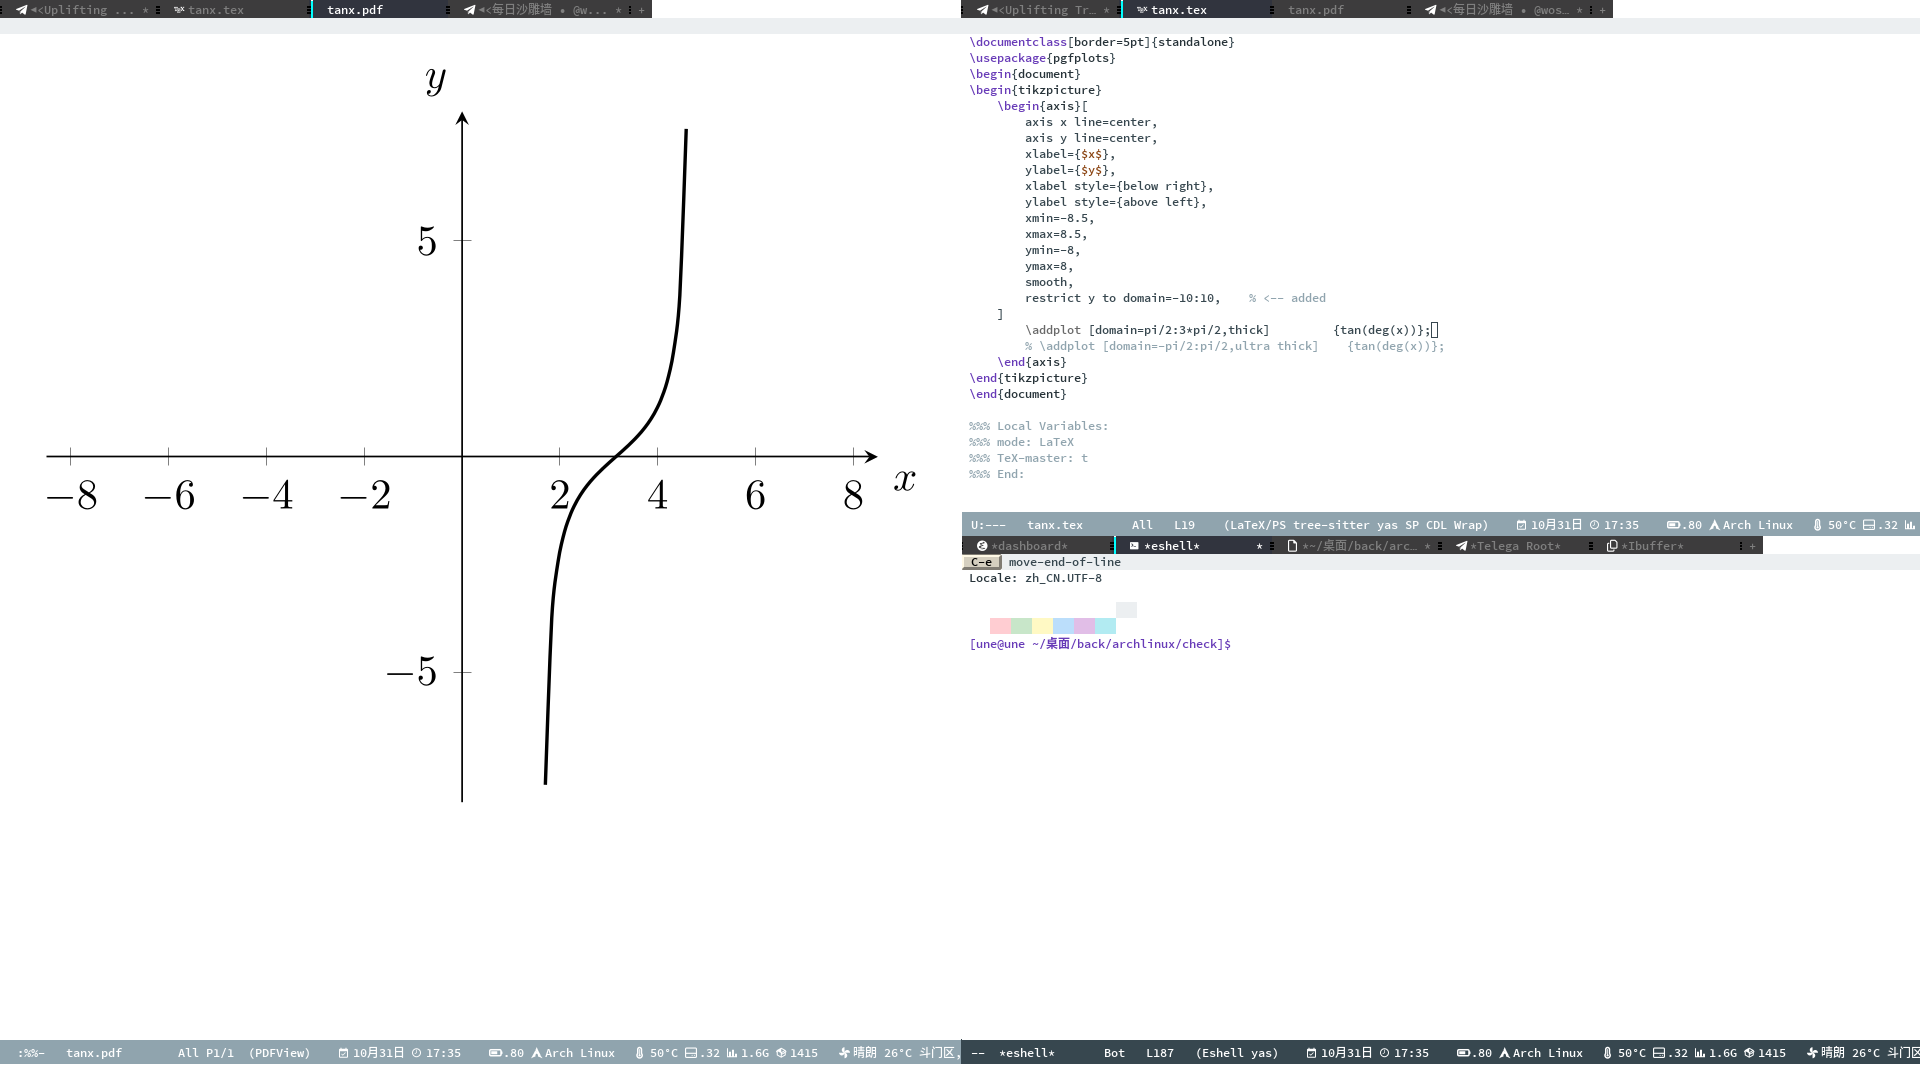 <Uplifting ... *
tanx.tex
tanx.pdf
<每日沙雕墙 • @w... *
+
y
5
−8 −6 −4 −2 2 4 6 8
x
−5
:%%- tanx.pdf All P1/1 (PDFView) 10月31日 17:35 .80 Arch Linux 50°C .32 1.6G 1415 晴朗 26°C 斗门区,
<Uplifting Tr… *
tanx.tex
tanx.pdf
<每日沙雕墙 • @wos… *
+
\documentclass[border=5pt]{standalone}
\usepackage{pgfplots}
\begin{document}
\begin{tikzpicture}
    \begin{axis}[
        axis x line=center,
        axis y line=center,
        xlabel={$x$},
        ylabel={$y$},
        xlabel style={below right},
        ylabel style={above left},
        xmin=-8.5,
        xmax=8.5,
        ymin=-8,
        ymax=8,
        smooth,
        restrict y to domain=-10:10,    % <-- added
    ]
        \addplot [domain=pi/2:3*pi/2,thick]         {tan(deg(x))};
        % \addplot [domain=-pi/2:pi/2,ultra thick]    {tan(deg(x))};
    \end{axis}
\end{tikzpicture}
\end{document}
%%% Local Variables:
%%% mode: LaTeX
%%% TeX-master: t
%%% End:
U:--- tanx.tex All L19 (LaTeX/PS tree-sitter yas SP CDL Wrap) 10月31日 17:35 .80 Arch Linux 50°C .32
*dashboard*
*eshell* *
*~/桌面/back/arc… *
*Telega Root*
*Ibuffer*
+
C-e move-end-of-line
Locale: zh_CN.UTF-8
[une@une ~/桌面/back/archlinux/check]$
-- *eshell* Bot L187 (Eshell yas) 10月31日 17:35 .80 Arch Linux 50°C .32 1.6G 1415 晴朗 26°C 斗门区